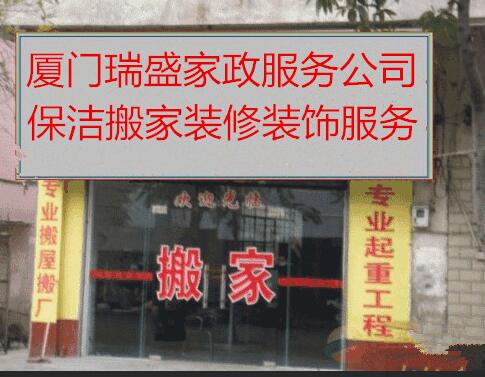 厦门瑞盛家政服务公司
保洁搬家装修装饰服务
欢迎光临
搬家
专业搬屋搬厂
专业起重工程